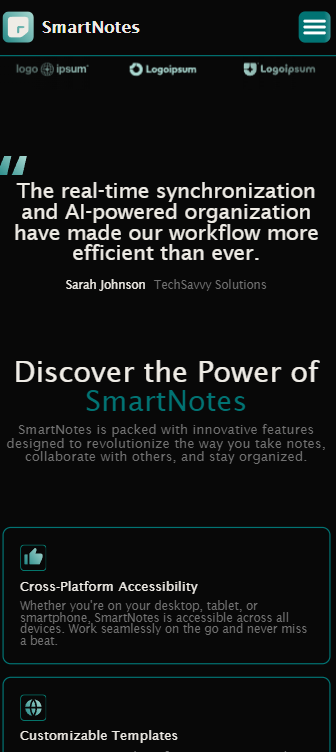 SmartNotes
logo ipsum Logoipsum Logoipsum
The real-time synchronization
and AI-powered organization
have made our workflow more
efficient than ever.
Sarah Johnson TechSavvy Solutions
Discover the Power of
SmartNotes
SmartNotes is packed with innovative features
designed to revolutionize the way you take notes,
collaborate with others, and stay organized.
Cross-Platform Accessibility
Whether you're on your desktop, tablet, or
smartphone, SmartNotes is accessible across all
devices. Work seamlessly on the go and never miss
a beat.
Customizable Templates